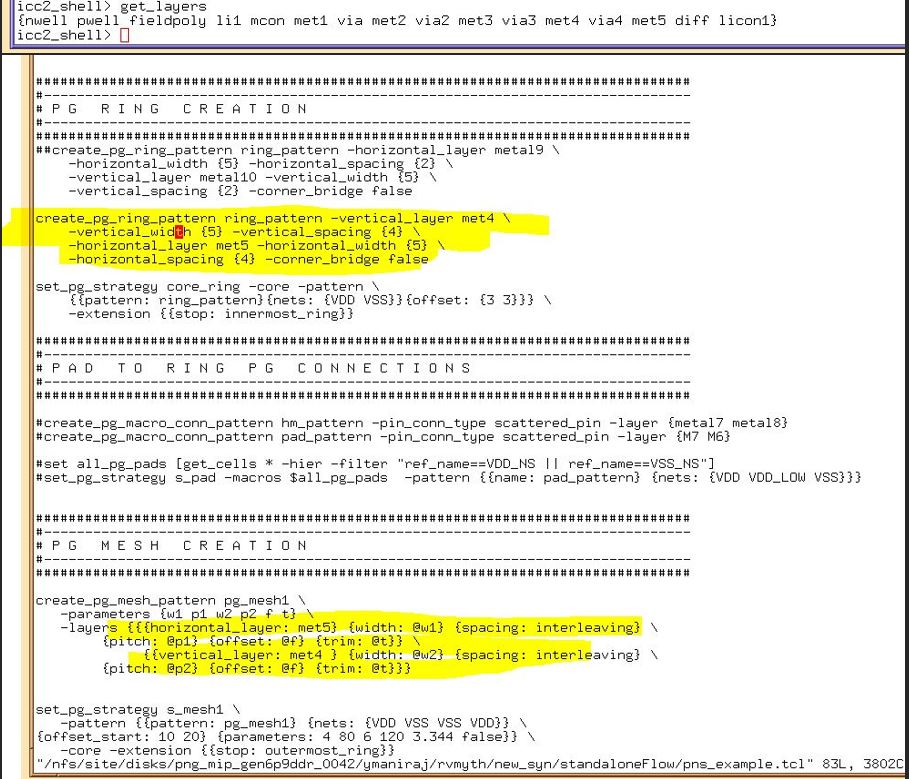 icc2_shell> get_layers
{nwell pwell fieldpoly li1 mcon met1 via met2 via2 met3 via3 met4 via4 met5 diff licon1}
icc2_shell>
################################################################################
#-------------------------------------------------------------------------------
# P G   R I N G   C R E A T I O N
#-------------------------------------------------------------------------------
################################################################################
##create_pg_ring_pattern ring_pattern -horizontal_layer metal9 \
    -horizontal_width {5} -horizontal_spacing {2} \
    -vertical_layer metal10 -vertical_width {5} \
    -vertical_spacing {2} -corner_bridge false
create_pg_ring_pattern ring_pattern -vertical_layer met4 \
    -vertical_width {5} -vertical_spacing {4} \
    -horizontal_layer met5 -horizontal_width {5} \
    -horizontal_spacing {4} -corner_bridge false
set_pg_strategy core_ring -core -pattern \
    {{pattern: ring_pattern}{nets: {VDD VSS}}{offset: {3 3}}} \
    -extension {{stop: innermost_ring}}
################################################################################
#-------------------------------------------------------------------------------
# P A D   T O   R I N G   P G   C O N N E C T I O N S
#-------------------------------------------------------------------------------
################################################################################
#create_pg_macro_conn_pattern hm_pattern -pin_conn_type scattered_pin -layer {metal7 metal8}
#create_pg_macro_conn_pattern pad_pattern -pin_conn_type scattered_pin -layer {M7 M6}
#set all_pg_pads [get_cells * -hier -filter "ref_name==VDD_NS || ref_name==VSS_NS"]
#set_pg_strategy s_pad -macros $all_pg_pads  -pattern {{name: pad_pattern} {nets: {VDD VDD_LOW VSS}}}
################################################################################
#-------------------------------------------------------------------------------
# P G   M E S H   C R E A T I O N
#-------------------------------------------------------------------------------
################################################################################
create_pg_mesh_pattern pg_mesh1 \
   -parameters {w1 p1 w2 p2 f t} \
   -layers {{{horizontal_layer: met5} {width: @w1} {spacing: interleaving} \
        {pitch: @p1} {offset: @f} {trim: @t}} \
             {{vertical_layer: met4 } {width: @w2} {spacing: interleaving} \
        {pitch: @p2} {offset: @f} {trim: @t}}}
set_pg_strategy s_mesh1 \
   -pattern {{pattern: pg_mesh1} {nets: {VDD VSS VSS VDD}} \
{offset_start: 10 20} {parameters: 4 80 6 120 3.344 false}} \
   -core -extension {{stop: outermost_ring}}
"/nfs/site/disks/png_mip_gen6p9ddr_0042/ymaniraj/rvmyth/new_syn/standaloneFlow/pns_example.tcl" 83L, 3802C